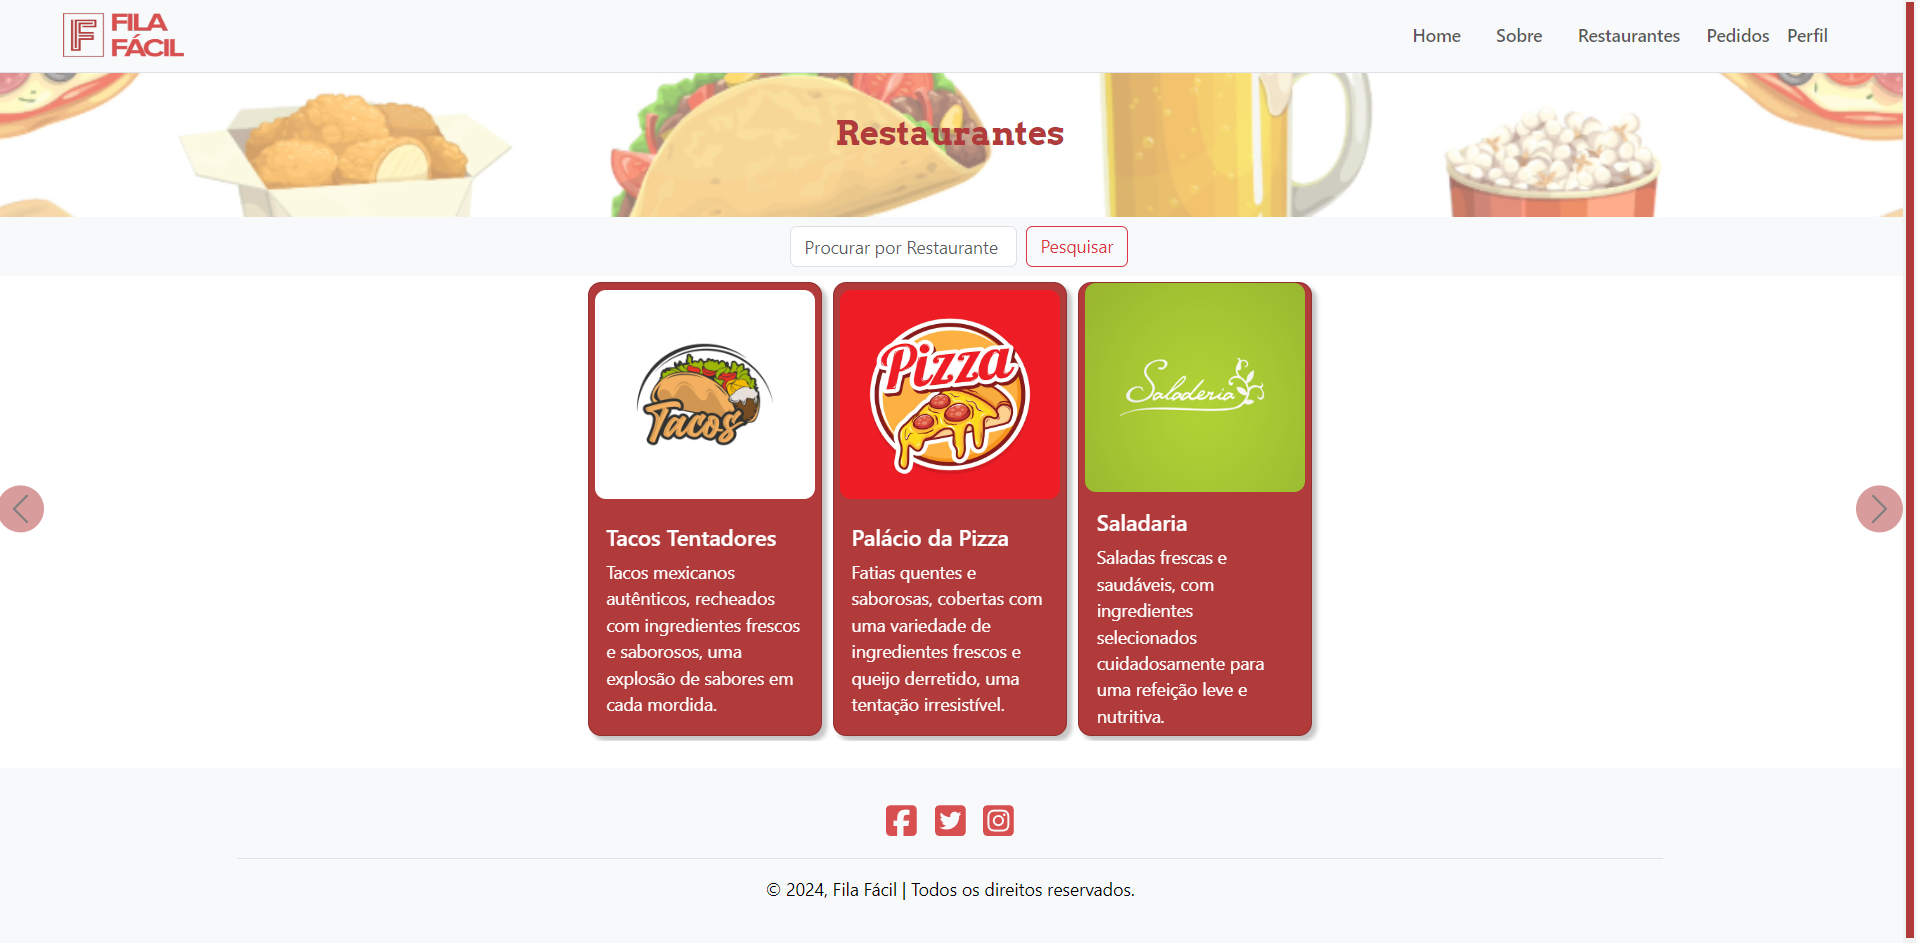 FILA
FÁCIL
Home Sobre Restaurantes Pedidos Perfil
Restaurantes
Procurar por Restaurante Pesquisar
Tacos
Pizza
Saladeria
Tacos Tentadores
Tacos mexicanos
autênticos, recheados
com ingredientes frescos
e saborosos, uma
explosão de sabores em
cada mordida.
Palácio da Pizza
Fatias quentes e
saborosas, cobertas com
uma variedade de
ingredientes frescos e
queijo derretido, uma
tentação irresistível.
Saladaria
Saladas frescas e
saudáveis, com
ingredientes
selecionados
cuidadosamente para
uma refeição leve e
nutritiva.
© 2024, Fila Fácil | Todos os direitos reservados.